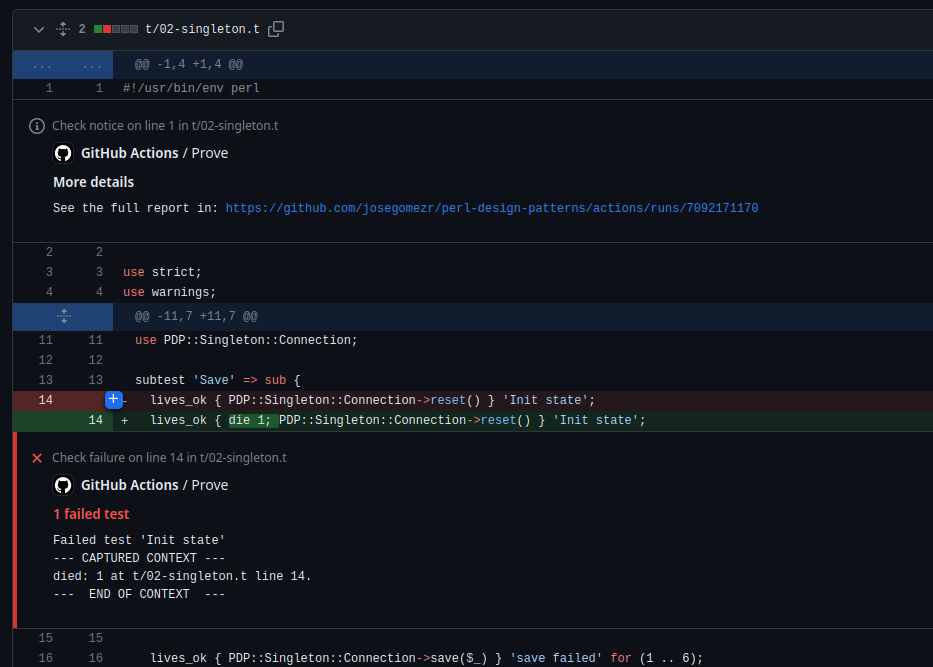 2 t/02-singleton.t
... ... @@ -1,4 +1,4 @@
1 1 #!/usr/bin/env perl
Check notice on line 1 in t/02-singleton.t
GitHub Actions / Prove
More details
See the full report in: https://github.com/josegomezr/perl-design-patterns/actions/runs/7092171170
2 2
3 3 use strict;
4 4 use warnings;
@@ -11,7 +11,7 @@
11 11 use PDP::Singleton::Connection;
12 12
13 13 subtest 'Save' => sub {
14 + - lives_ok { PDP::Singleton::Connection->reset() } 'Init state';
14 + lives_ok { die 1; PDP::Singleton::Connection->reset() } 'Init state';
Check failure on line 14 in t/02-singleton.t
GitHub Actions / Prove
1 failed test
Failed test 'Init state'
--- CAPTURED CONTEXT ---
died: 1 at t/02-singleton.t line 14.
--- END OF CONTEXT ---
15 15
16 16 lives_ok { PDP::Singleton::Connection->save($_) } 'save failed' for (1 .. 6);